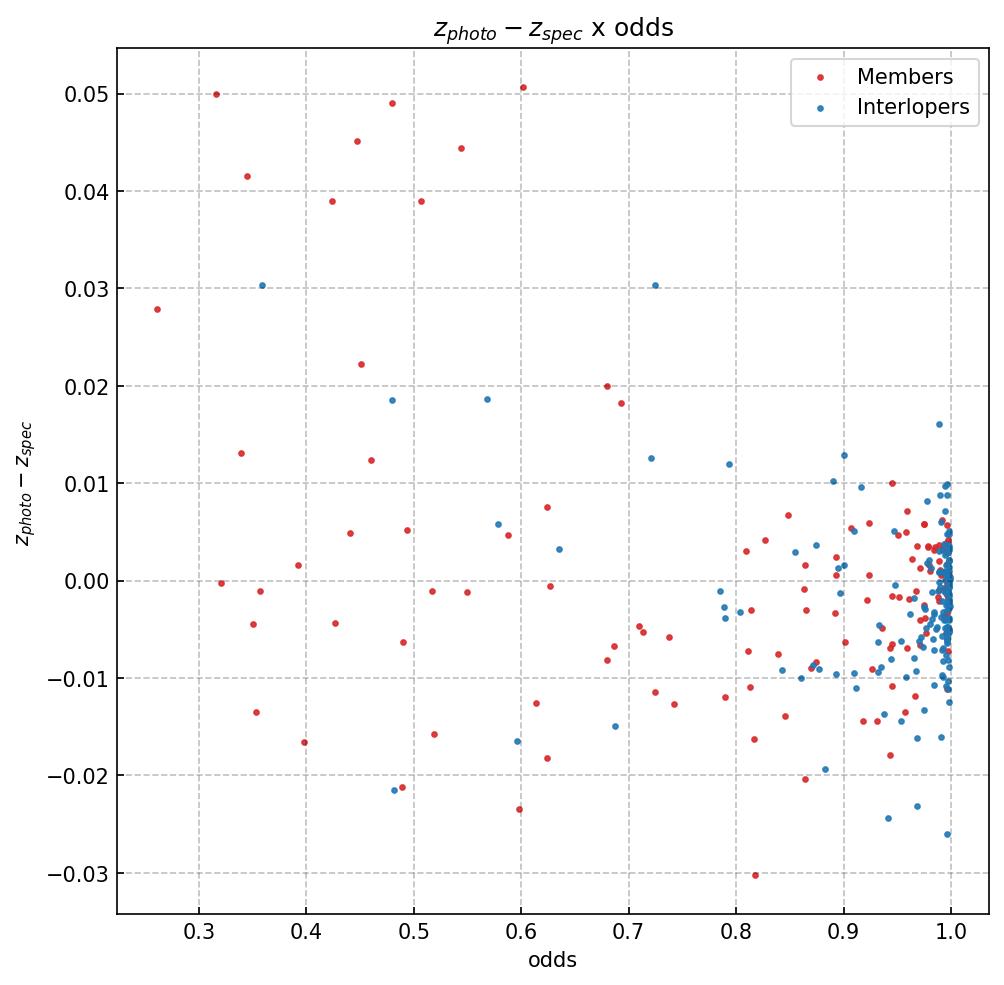 z_photo − z_spec x odds
Members
Interlopers
0.05
0.04
0.03
0.02
0.01
0.00
−0.01
−0.02
−0.03
z_photo − z_spec
0.3 0.4 0.5 0.6 0.7 0.8 0.9 1.0
odds